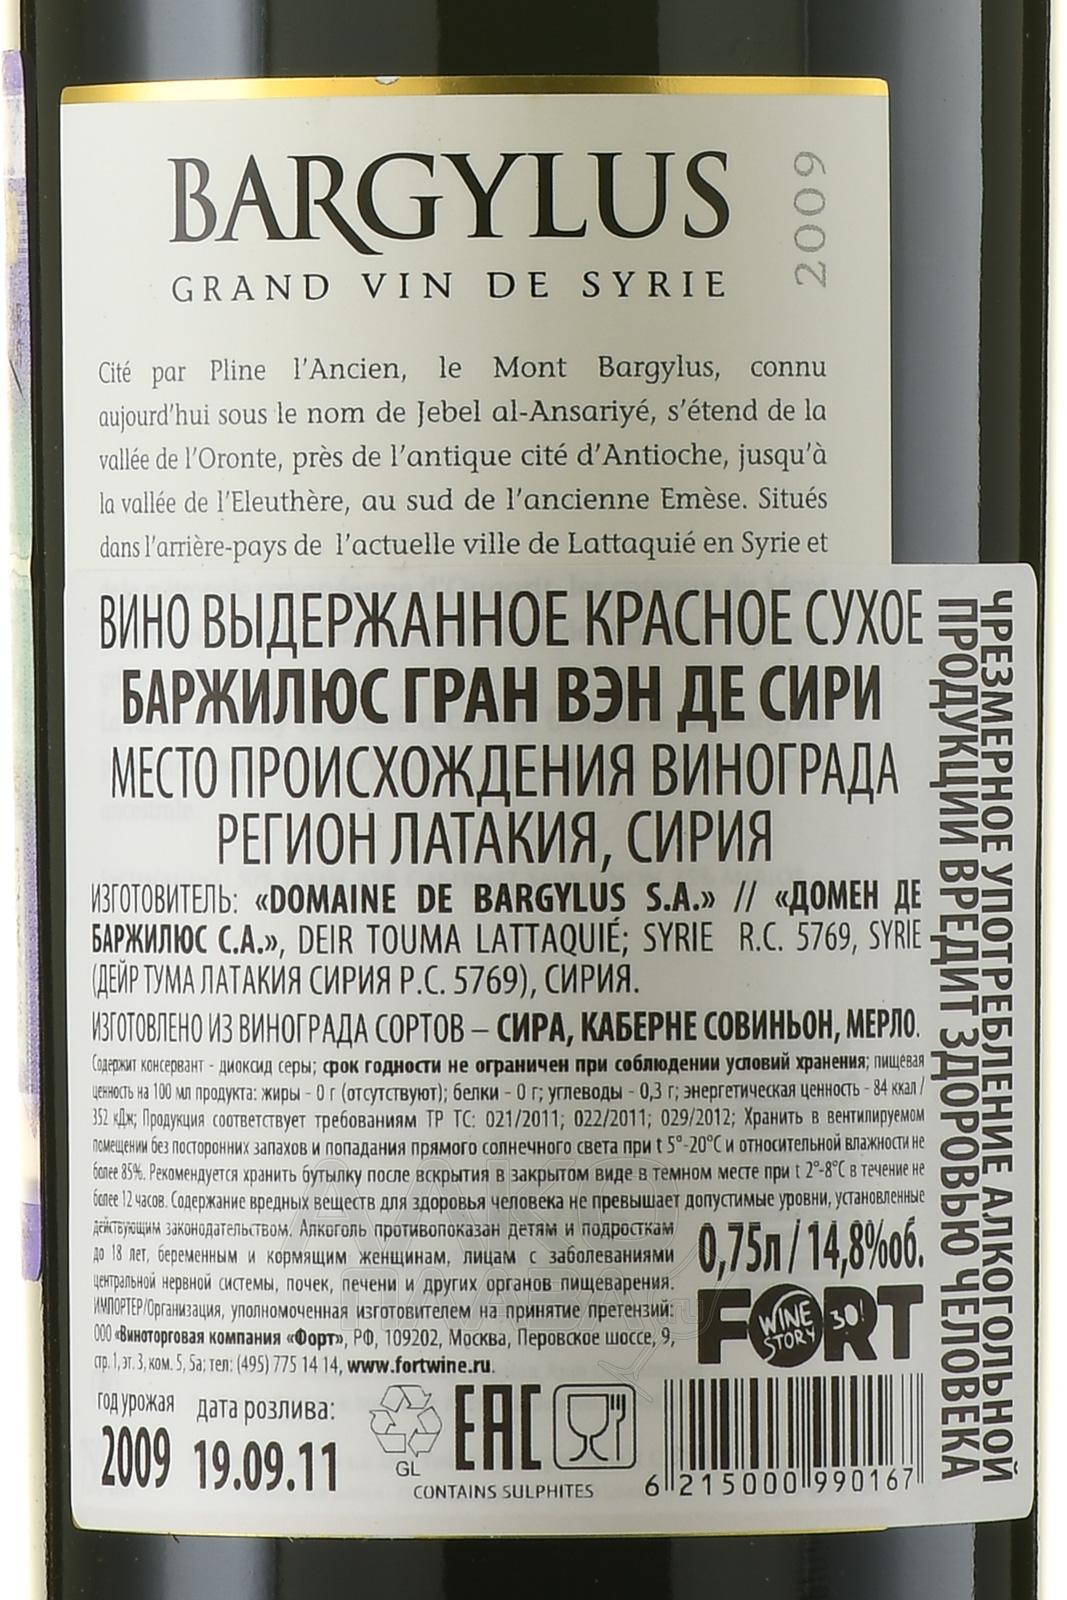 BARGYLUS
2009
GRAND VIN DE SYRIE
Cité par Pline l'Ancien, le Mont Bargylus, connu
aujourd'hui sous le nom de Jebel al-Ansariyé, s'étend de la
vallée de l'Oronte, près de l'antique cité d'Antioche, jusqu'à
la vallée de l'Eleuthère, au sud de l'ancienne Emèse. Situés
dans l'arrière-pays de l'actuelle ville de Lattaquié en Syrie et
ВИНО ВЫДЕРЖАННОЕ КРАСНОЕ СУХОЕ
БАРЖИЛЮС ГРАН ВЭН ДЕ СИРИ
МЕСТО ПРОИСХОЖДЕНИЯ ВИНОГРАДА
РЕГИОН ЛАТАКИЯ, СИРИЯ
ИЗГОТОВИТЕЛЬ: «DOMAINE DE BARGYLUS S.A.» // «ДОМЕН ДЕ
БАРЖИЛЮС С.А.», DEIR TOUMA LATTAQUIÉ; SYRIE R.C. 5769, SYRIE
(ДЕЙР ТУМА ЛАТАКИЯ СИРИЯ Р.С. 5769), СИРИЯ.
ИЗГОТОВЛЕНО ИЗ ВИНОГРАДА СОРТОВ – СИРА, КАБЕРНЕ СОВИНЬОН, МЕРЛО.
Содержит консервант - диоксид серы; срок годности не ограничен при соблюдении условий хранения; пищевая
ценность на 100 мл продукта: жиры - 0 г (отсутствуют); белки - 0 г; углеводы - 0,3 г; энергетическая ценность - 84 ккал /
352 кДж; Продукция соответствует требованиям ТР ТС: 021/2011; 022/2011; 029/2012; Хранить в вентилируемом
помещении без посторонних запахов и попадания прямого солнечного света при t 5°-20°C и относительной влажности не
более 85%. Рекомендуется хранить бутылку после вскрытия в закрытом виде в темном месте при t 2°-8°C в течение не
более 12 часов. Содержание вредных веществ для здоровья человека не превышает допустимые уровни, установленные
действующим законодательством. Алкоголь противопоказан детям и подросткам
до 18 лет, беременным и кормящим женщинам, лицам с заболеваниями
центральной нервной системы, почек, печени и других органов пищеварения.
ИМПОРТЕР/Организация, уполномоченная изготовителем на принятие претензий:
ООО «Виноторговая компания «Форт», РФ, 109202, Москва, Перовское шоссе, 9,
стр. 1, эт. 3, ком. 5, 5а; тел: (495) 775 14 14, www.fortwine.ru.
0,75л / 14,8%об.
FORT
WINE STORY 30!
год урожая
2009
дата розлива:
19.09.11
GL
EAC
CONTAINS SULPHITES
6 215000 990167
ЧРЕЗМЕРНОЕ УПОТРЕБЛЕНИЕ АЛКОГОЛЬНОЙ
ПРОДУКЦИИ ВРЕДИТ ЗДОРОВЬЮ ЧЕЛОВЕКА